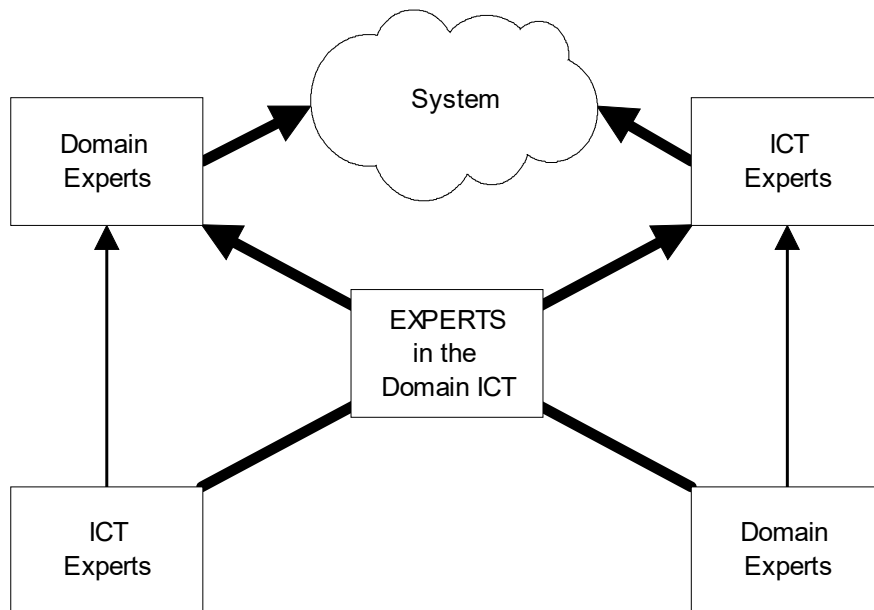 System
Domain
Experts
ICT
Experts
EXPERTS
in the
Domain ICT
ICT
Experts
Domain
Experts